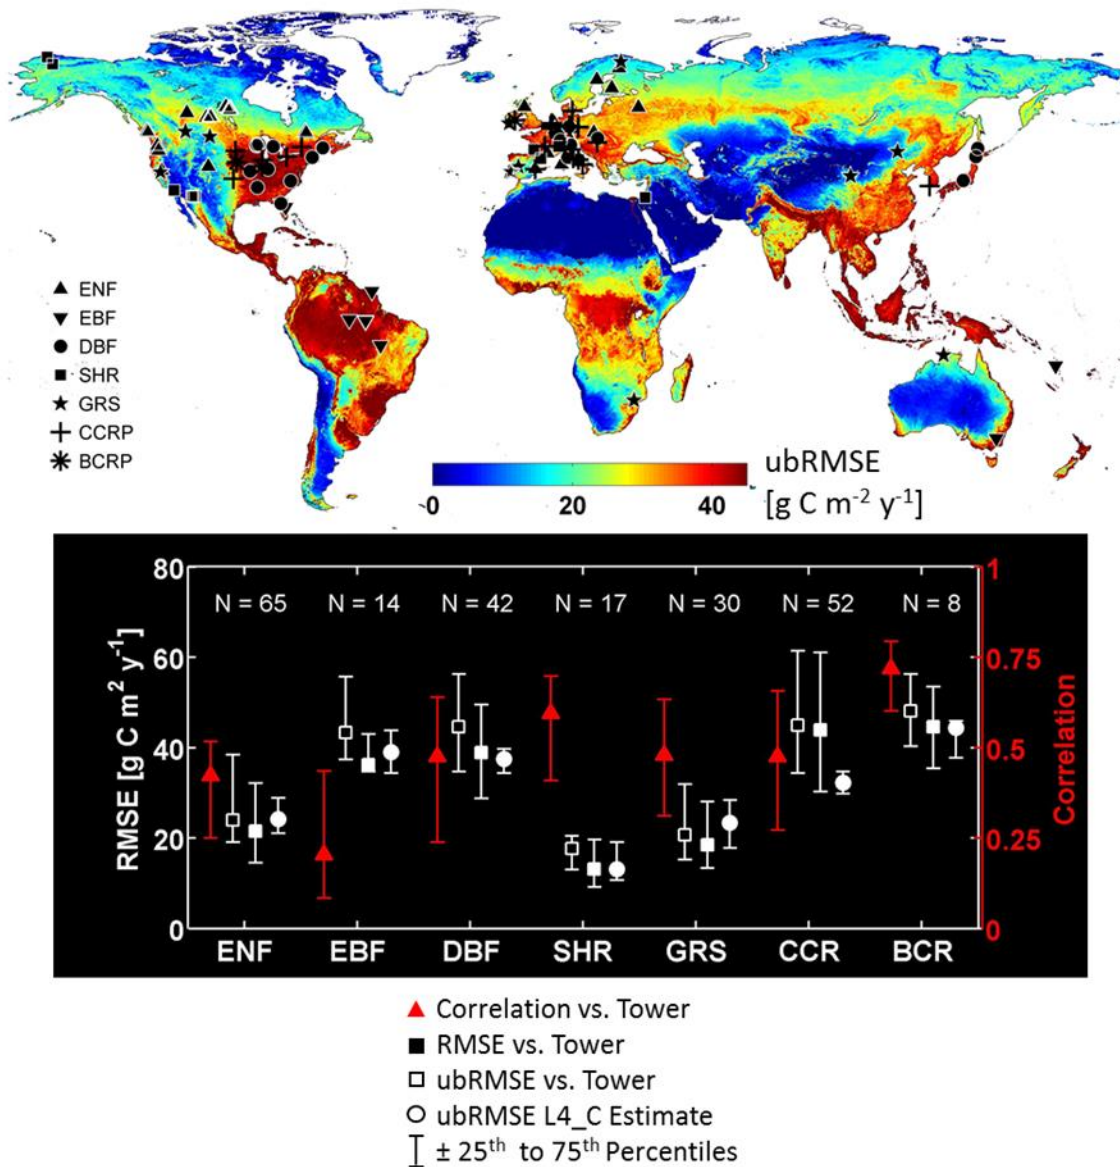 ENF
EBF
DBF
SHR
GRS
CCRP
BCRP
ubRMSE
0 20 40 [g C m-2 y-1]
80 1
N = 65 N = 14 N = 42 N = 17 N = 30 N = 52 N = 8
60 0.75
RMSE [g C m2 y-1]
40 0.5
Correlation
20 0.25
0 0
ENF EBF DBF SHR GRS CCR BCR
Correlation vs. Tower
RMSE vs. Tower
ubRMSE vs. Tower
ubRMSE L4_C Estimate
± 25th to 75th Percentiles